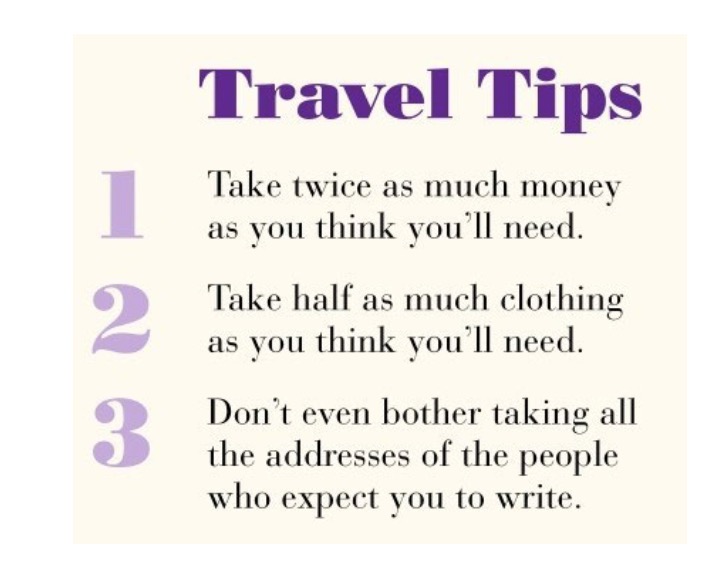 Travel Tips
1 Take twice as much money
as you think you’ll need.
2 Take half as much clothing
as you think you’ll need.
3 Don’t even bother taking all
the addresses of the people
who expect you to write.